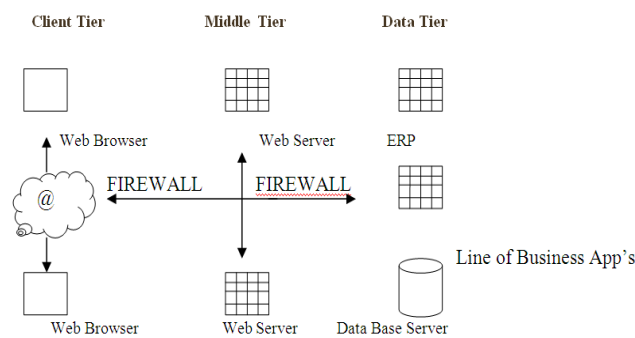 Client Tier Middle Tier Data Tier
Web Browser Web Server ERP
@ FIREWALL FIREWALL
Line of Business App's
Web Browser Web Server Data Base Server